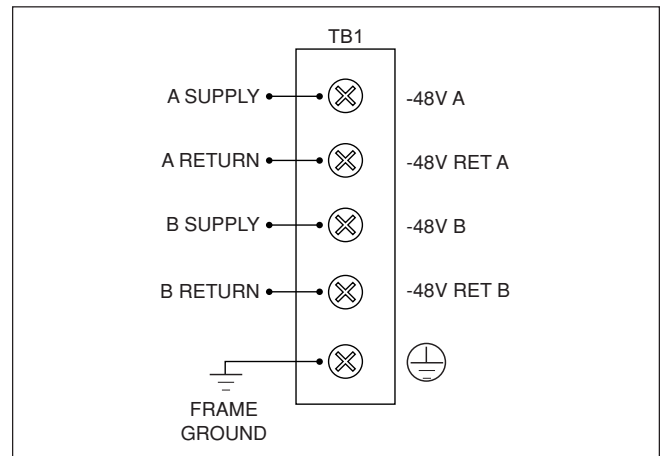 TB1
A SUPPLY -48V A
A RETURN -48V RET A
B SUPPLY -48V B
B RETURN -48V RET B
FRAME
GROUND